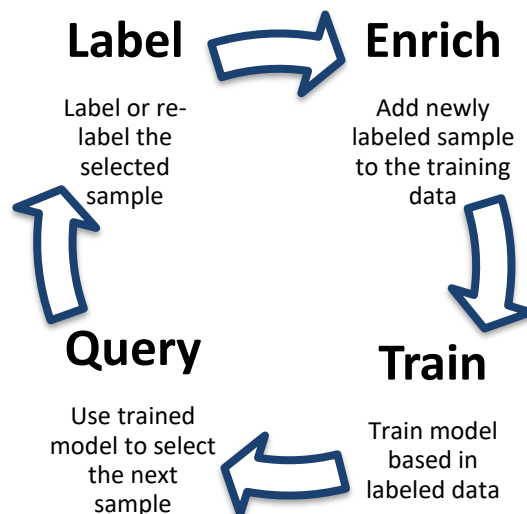 Label
Label or re-
label the
selected
sample
Enrich
Add newly
labeled sample
to the training
data
Train
Train model
based in
labeled data
Query
Use trained
model to select
the next
sample